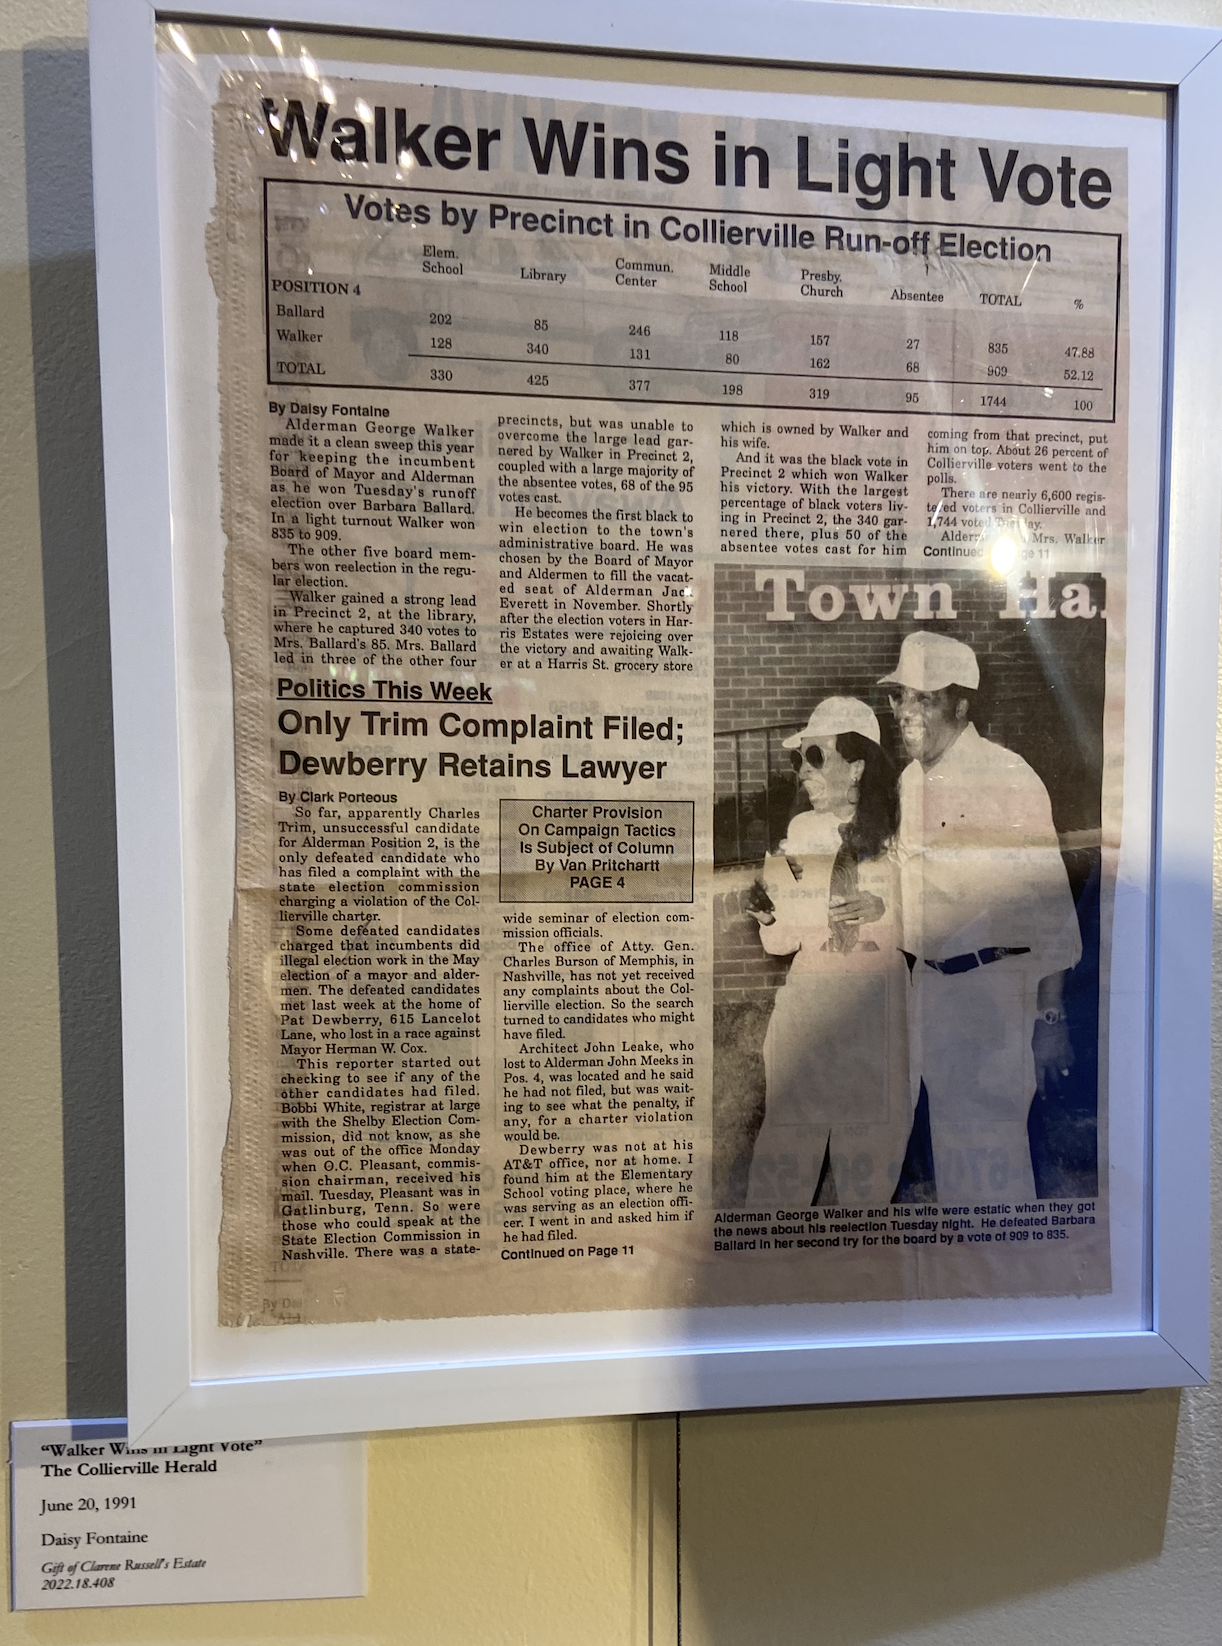 Walker Wins in Light Vote
Votes by Precinct in Collierville Run-off Election
Elem. School Library Commun. Center Middle School Presby. Church Absentee TOTAL %
POSITION 4
Ballard 202 85 246 118 157 27 835 47.88
Walker 128 340 131 80 162 68 909 52.12
TOTAL 330 425 377 198 319 95 1744 100
By Daisy Fontaine
Alderman George Walker
made it a clean sweep this year
for keeping the incumbent
Board of Mayor and Alderman
as he won Tuesday's runoff
election over Barbara Ballard.
In a light turnout Walker won
835 to 909.
The other five board mem-
bers won reelection in the regu-
lar election.
Walker gained a strong lead
in Precinct 2, at the library,
where he captured 340 votes to
Mrs. Ballard's 85. Mrs. Ballard
led in three of the other four
precincts, but was unable to
overcome the large lead gar-
nered by Walker in Precinct 2,
coupled with a large majority of
the absentee votes, 68 of the 95
votes cast.
He becomes the first black to
win election to the town's
administrative board. He was
chosen by the Board of Mayor
and Aldermen to fill the vacat-
ed seat of Alderman Jack
Everett in November. Shortly
after the election voters in Har-
ris Estates were rejoicing over
the victory and awaiting Walk-
er at a Harris St. grocery store
which is owned by Walker and
his wife.
And it was the black vote in
Precinct 2 which won Walker
his victory. With the largest
percentage of black voters liv-
ing in Precinct 2, the 340 gar-
nered there, plus 50 of the
absentee votes cast for him
coming from that precinct, put
him on top. About 26 percent of
Collierville voters went to the
polls.
There are nearly 6,600 regis-
tered voters in Collierville and
1,744 voted
Mrs. Walker
Continued 11
Town Ha
Alderman George Walker and his wife were ecstatic when they got
the news about his reelection Tuesday night. He defeated Barbara
Ballard in her second try for the board by a vote of 909 to 835.
Politics This Week
Only Trim Complaint Filed;
Dewberry Retains Lawyer
By Clark Porteous
So far, apparently Charles
Trim, unsuccessful candidate
for Alderman Position 2, is the
only defeated candidate who
has filed a complaint with the
state election commission
charging a violation of the Col-
lierville charter.
Some defeated candidates
charged that incumbents did
illegal election work in the May
election of a mayor and alder-
men. The defeated candidates
met last week at the home of
Pat Dewberry, 615 Lancelot
Lane, who lost in a race against
Mayor Herman W. Cox.
This reporter started out
checking to see if any of the
other candidates had filed.
Bobbi White, registrar at large
with the Shelby Election Com-
mission, did not know, as she
was out of the office Monday
when O.C. Pleasant, commis-
sion chairman, received his
mail. Tuesday, Pleasant was in
Gatlinburg, Tenn. So were
those who could speak at the
State Election Commission in
Nashville. There was a state-
Charter Provision
On Campaign Tactics
Is Subject of Column
By Van Pritchartt
PAGE 4
wide seminar of election com-
mission officials.
The office of Atty. Gen.
Charles Burson of Memphis, in
Nashville, has not yet received
any complaints about the Col-
lierville election. So the search
turned to candidates who might
have filed.
Architect John Leake, who
lost to Alderman John Meeks in
Pos. 4, was located and he said
he had not filed, but was wait-
ing to see what the penalty, if
any, for a charter violation
would be.
Dewberry was not at his
AT&T office, nor at home. I
found him at the Elementary
School voting place, where he
was serving as an election offi-
cer. I went in and asked him if
he had filed.
Continued on Page 11
"Walker Wins in Light Vote"
The Collierville Herald
June 20, 1991
Daisy Fontaine
Gift of Clarene Russell's Estate
2022.18.408